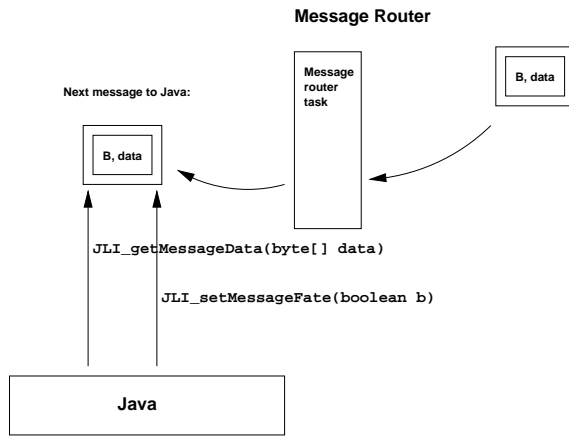 Message Router
Message
router
task
B, data
Next message to Java:
B, data
JLI_getMessageData(byte[] data)
JLI_setMessageFate(boolean b)
Java